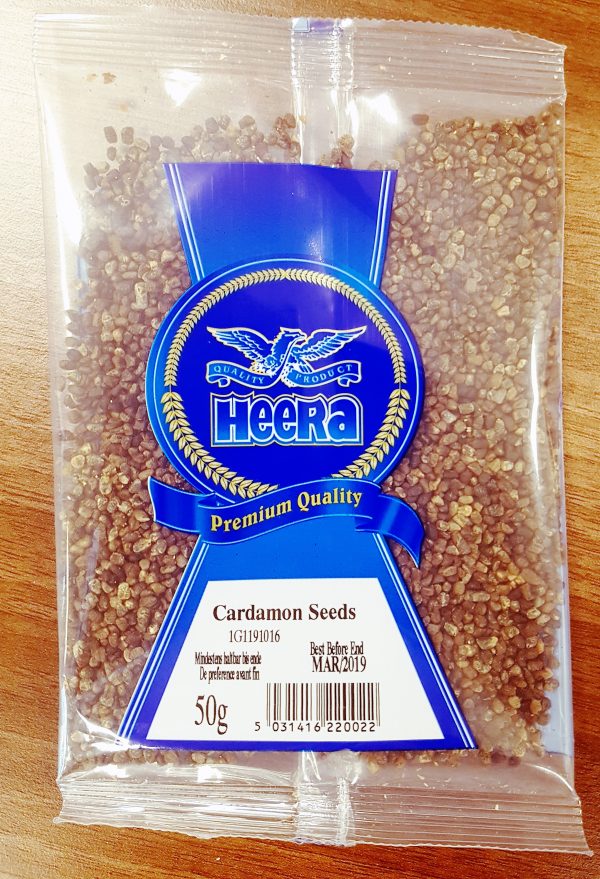 QUALITY PRODUCT
HEERA
Premium Quality
Cardamon Seeds
1G1191016
Mindestens haltbar bis ende
De preference avant fin
Best Before End
MAR/2019
50g
5 031416 220022